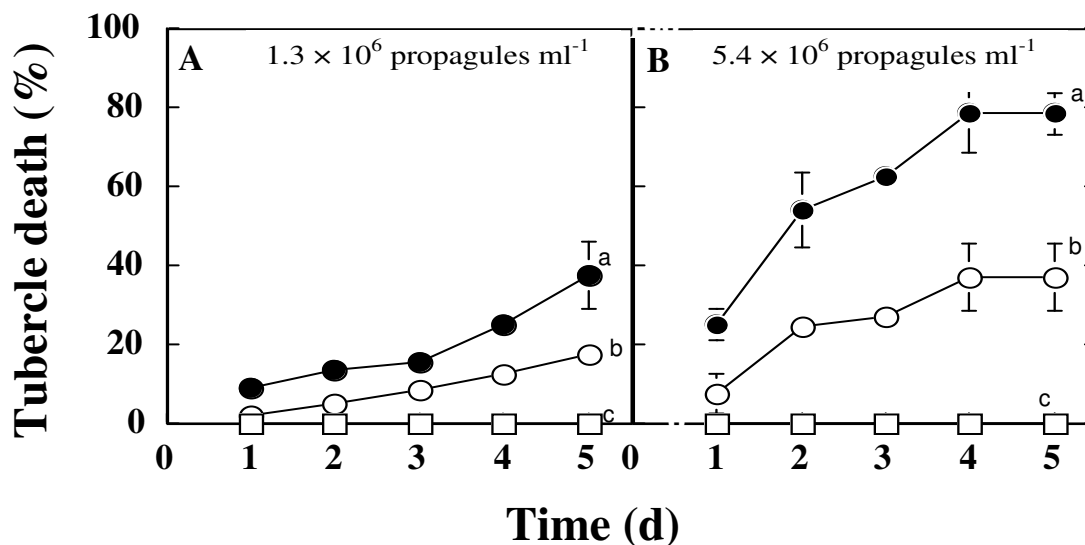 100
80
60
40
20
0
Tubercle death (%)
A 1.3 × 10⁶ propagules ml⁻¹
a
b
c
B 5.4 × 10⁶ propagules ml⁻¹
a
b
c
0 1 2 3 4 5 0 1 2 3 4 5
Time (d)